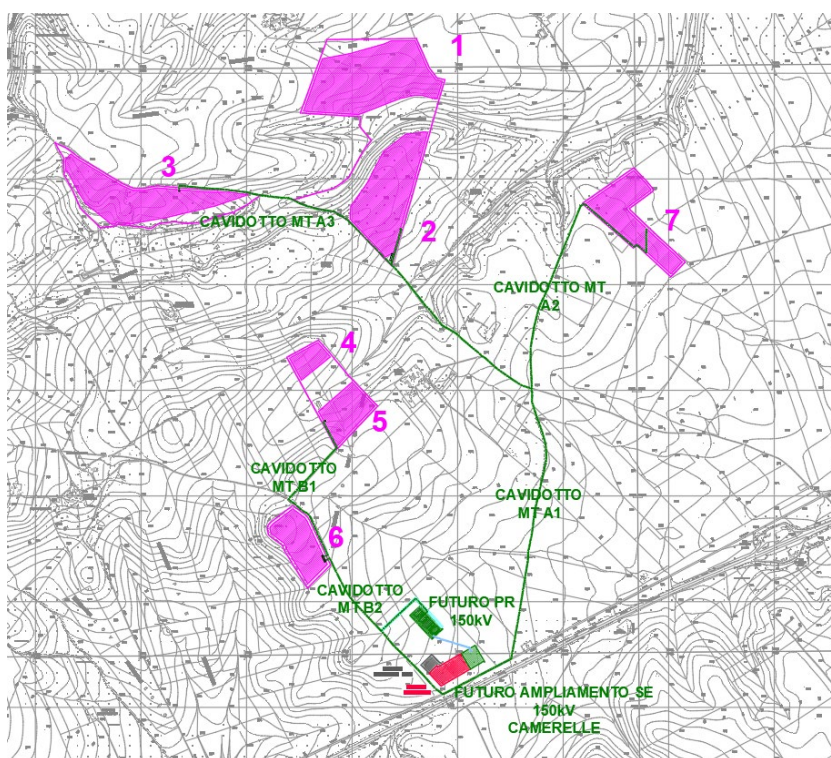 1
3
CAVIDOTTO MT A3
2
7
CAVIDOTTO MT
A2
4
5
CAVIDOTTO
MT B1
CAVIDOTTO
MT A1
6
CAVIDOTTO
MT B2
FUTURO PR
150kV
FUTURO AMPLIAMENTO SE
150kV
CAMERELLE